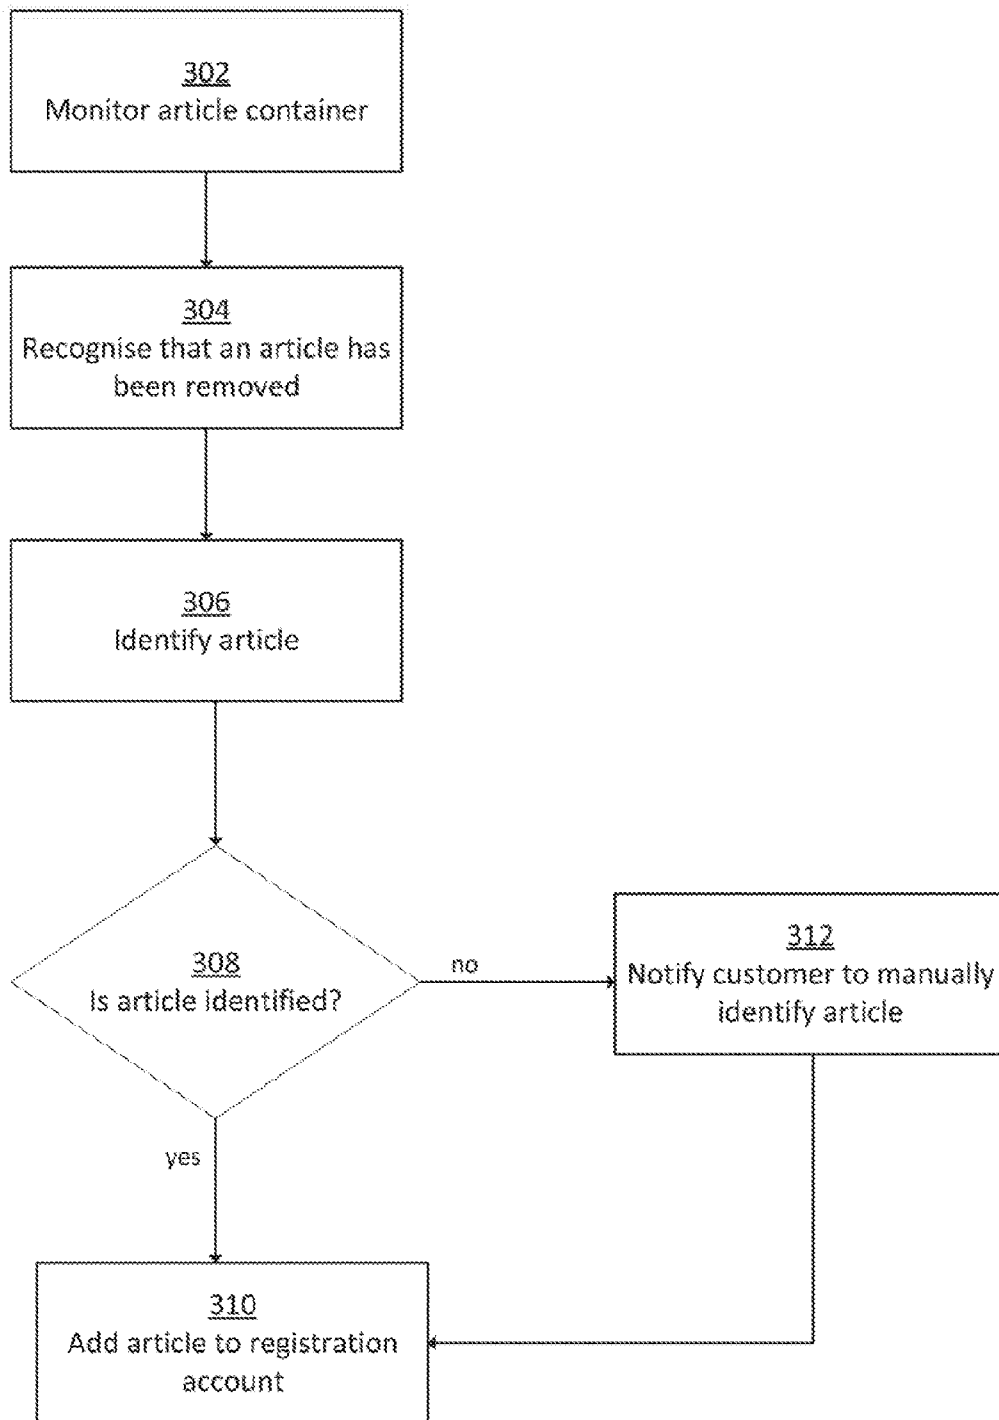 302
Monitor article container
304
Recognise that an article has
been removed
306
Identify article
308
Is article identified?
no
312
Notify customer to manually
identify article
yes
310
Add article to registration
account